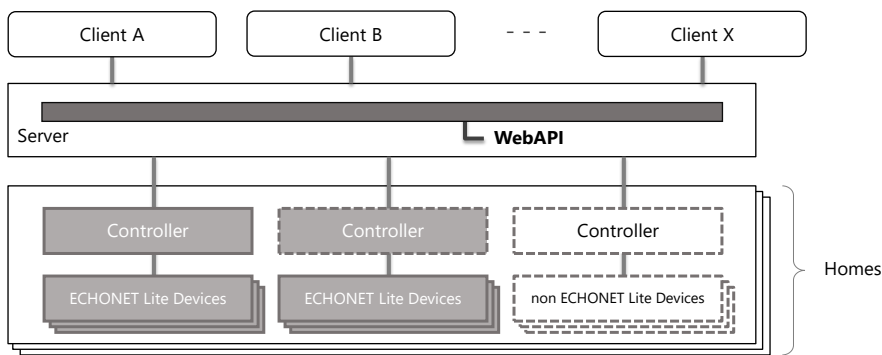 Client A
Client B
- - -
Client X
Server
WebAPI
Controller
Controller
Controller
ECHONET Lite Devices
ECHONET Lite Devices
non ECHONET Lite Devices
Homes